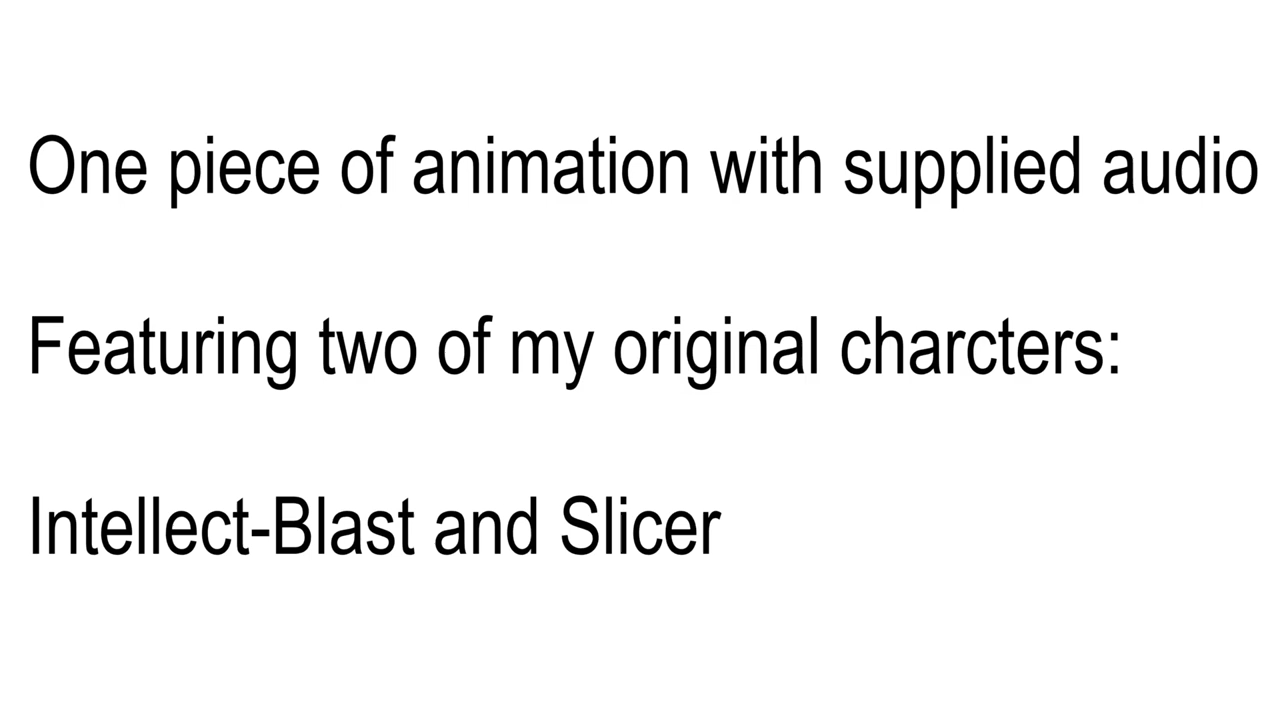 One piece of animation with supplied audio
Featuring two of my original charcters:
Intellect-Blast and Slicer